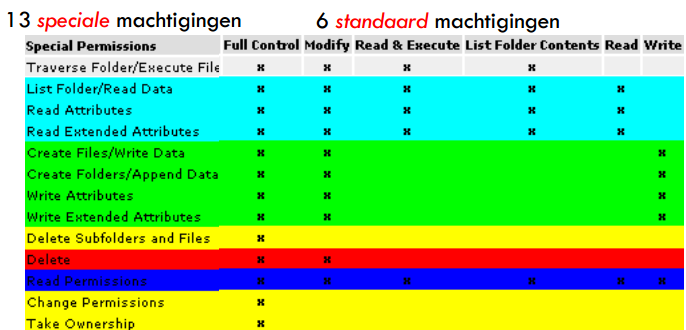 13 speciale machtigingen 6 standaard machtigingen
Special Permissions Full Control Modify Read & Execute List Folder Contents Read Write
Traverse Folder/Execute File x x x x
List Folder/Read Data x x x x x
Read Attributes x x x x x
Read Extended Attributes x x x x x
Create Files/Write Data x x x
Create Folders/Append Data x x x
Write Attributes x x x
Write Extended Attributes x x x
Delete Subfolders and Files x
Delete x x
Read Permissions x x x x x x
Change Permissions x
Take Ownership x